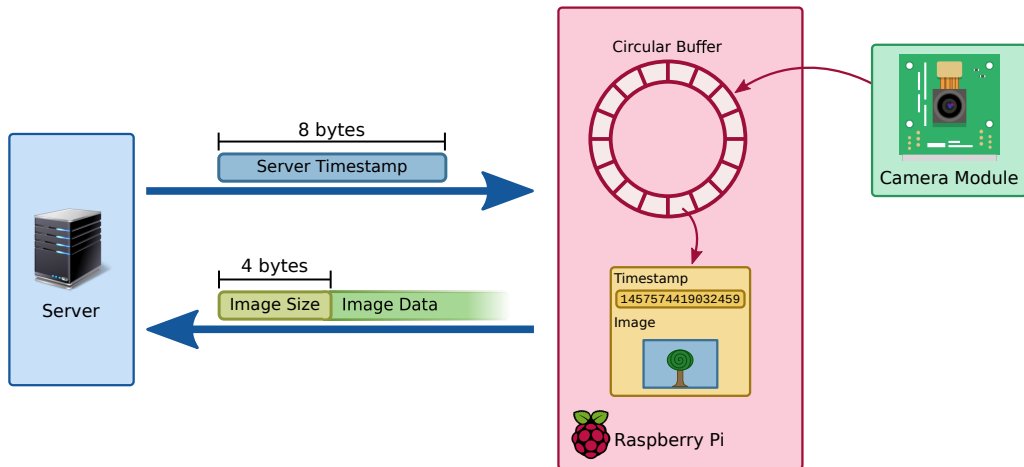 Circular Buffer
8 bytes
Server Timestamp
Camera Module
4 bytes
Image Size
Image Data
Server
Timestamp
1457574419032459
Image
Raspberry Pi